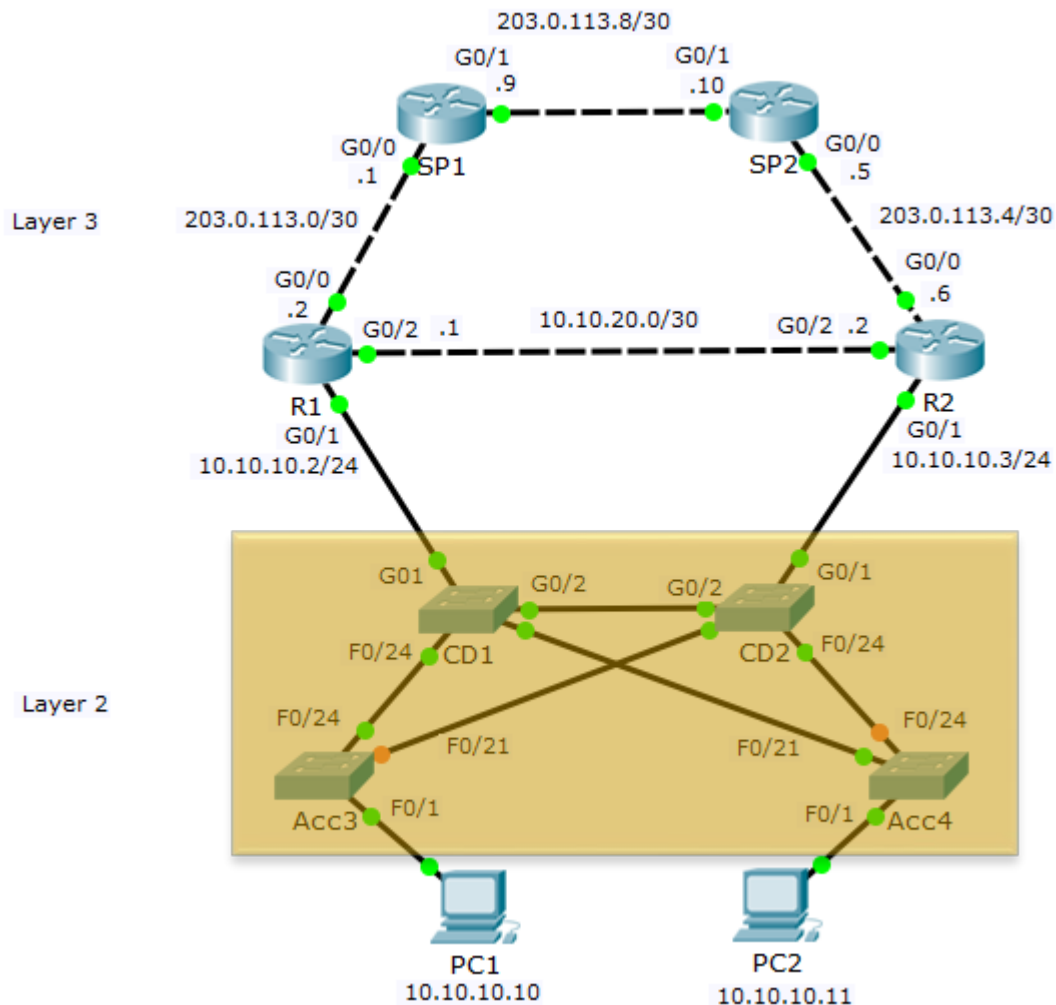 203.0.113.8/30
G0/1
.9
G0/1
.10
SP1
SP2
G0/0
.1
G0/0
.5
Layer 3
203.0.113.0/30
203.0.113.4/30
G0/0
.2
G0/0
.6
G0/2
.1
10.10.20.0/30
G0/2
.2
R1
R2
G0/1
10.10.10.2/24
G0/1
10.10.10.3/24
G01
G0/2
G0/2
G0/1
F0/24
CD1
CD2
F0/24
Layer 2
F0/24
F0/21
F0/21
F0/24
Acc3
F0/1
F0/1
Acc4
PC1
10.10.10.10
PC2
10.10.10.11